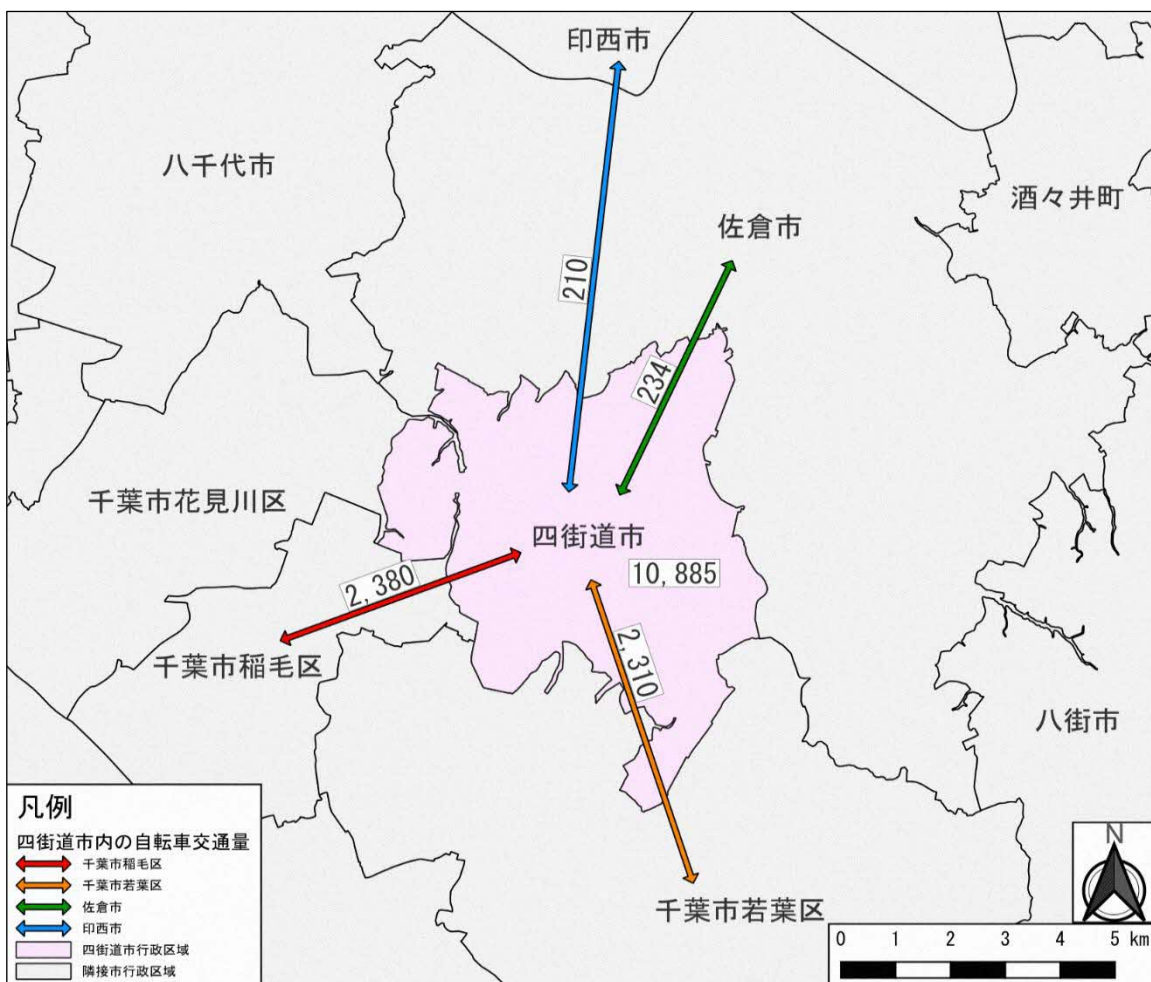 印西市
八千代市
酒々井町
佐倉市
210
234
千葉市花見川区
四街道市
10,885
2,380
千葉市稲毛区
2,310
八街市
千葉市若葉区
凡例
四街道市内の自転車交通量
千葉市稲毛区
千葉市若葉区
佐倉市
印西市
四街道市行政区域
隣接市行政区域
N
0 1 2 3 4 5 km